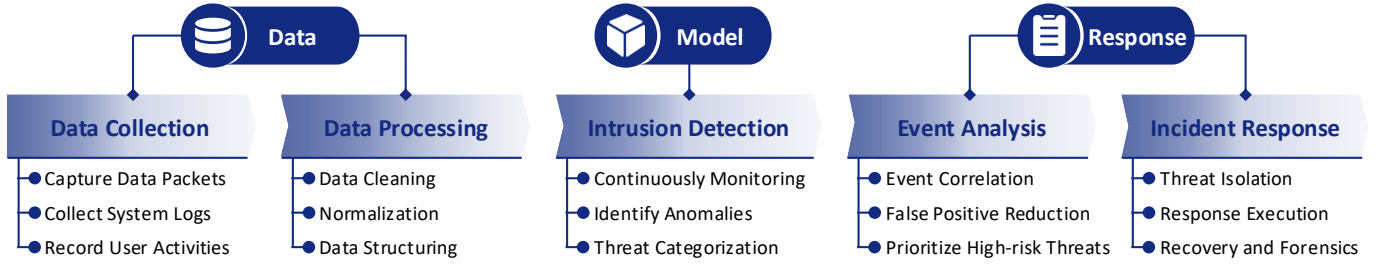 Data
Model
Response
Data Collection
Data Processing
Intrusion Detection
Event Analysis
Incident Response
Capture Data Packets
Collect System Logs
Record User Activities
Data Cleaning
Normalization
Data Structuring
Continuously Monitoring
Identify Anomalies
Threat Categorization
Event Correlation
False Positive Reduction
Prioritize High-risk Threats
Threat Isolation
Response Execution
Recovery and Forensics